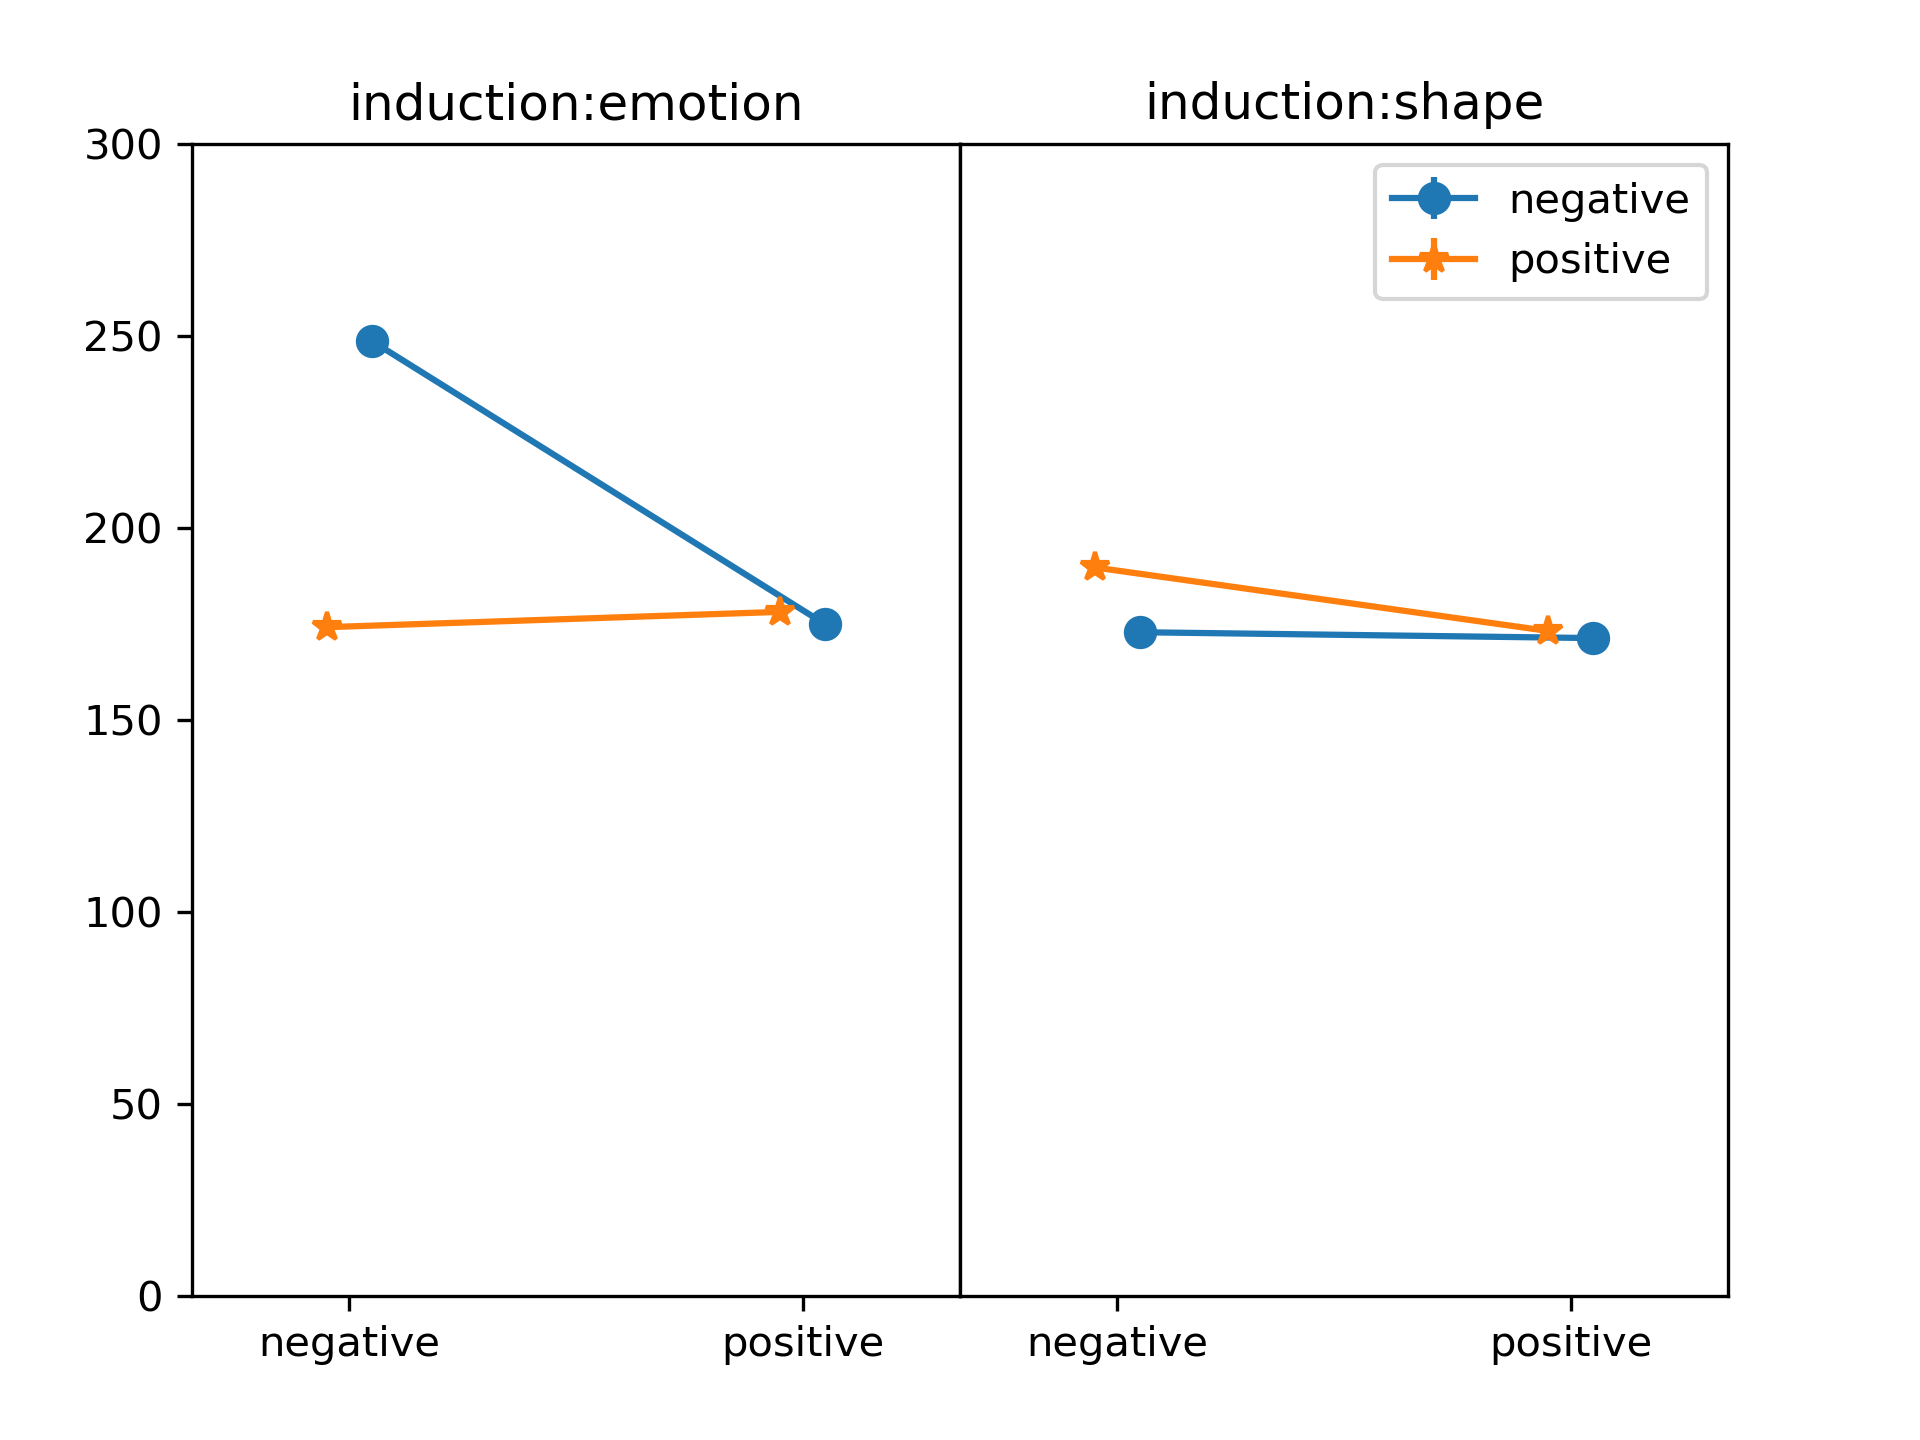 induction:emotion
induction:shape
300
250
200
150
100
50
0
negative
positive
negative
positive
negative
positive